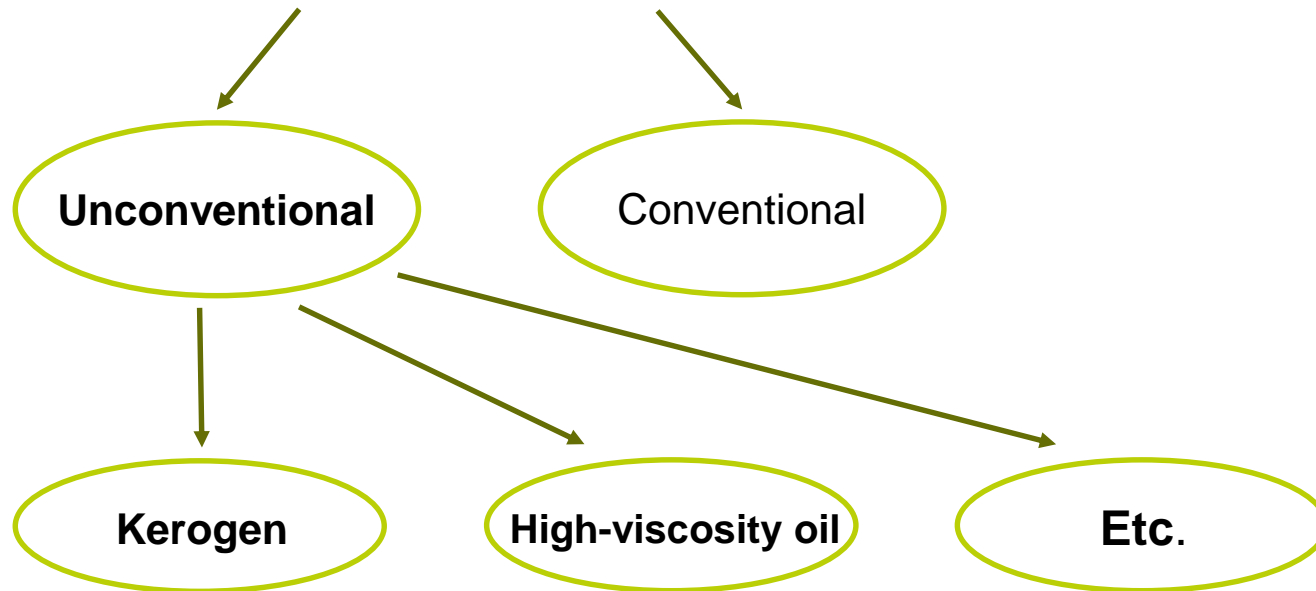 Unconventional
Conventional
Kerogen
High-viscosity oil
Etc.